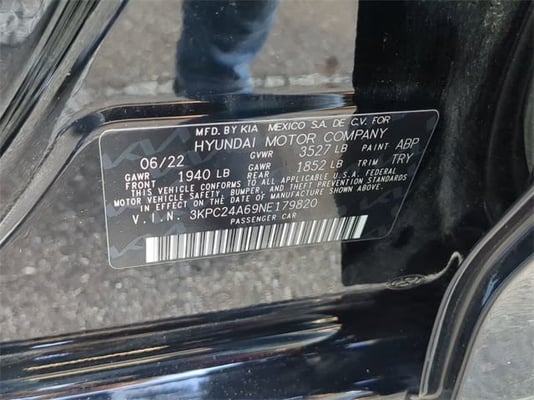 MFD. BY KIA MEXICO S.A. DE C.V. FOR
HYUNDAI MOTOR COMPANY
06/22 GVWR 3527 LB PAINT ABP
GAWR FRONT 1940 LB GAWR REAR 1852 LB TRIM TRY
THIS VEHICLE CONFORMS TO ALL APPLICABLE U.S. FEDERAL
MOTOR VEHICLE SAFETY, BUMPER, AND THEFT PREVENTION
STANDARDS IN EFFECT ON THE DATE OF MANUFACTURE SHOWN ABOVE.
V.I.N. 3KPC24A69NE179820
PASSENGER CAR